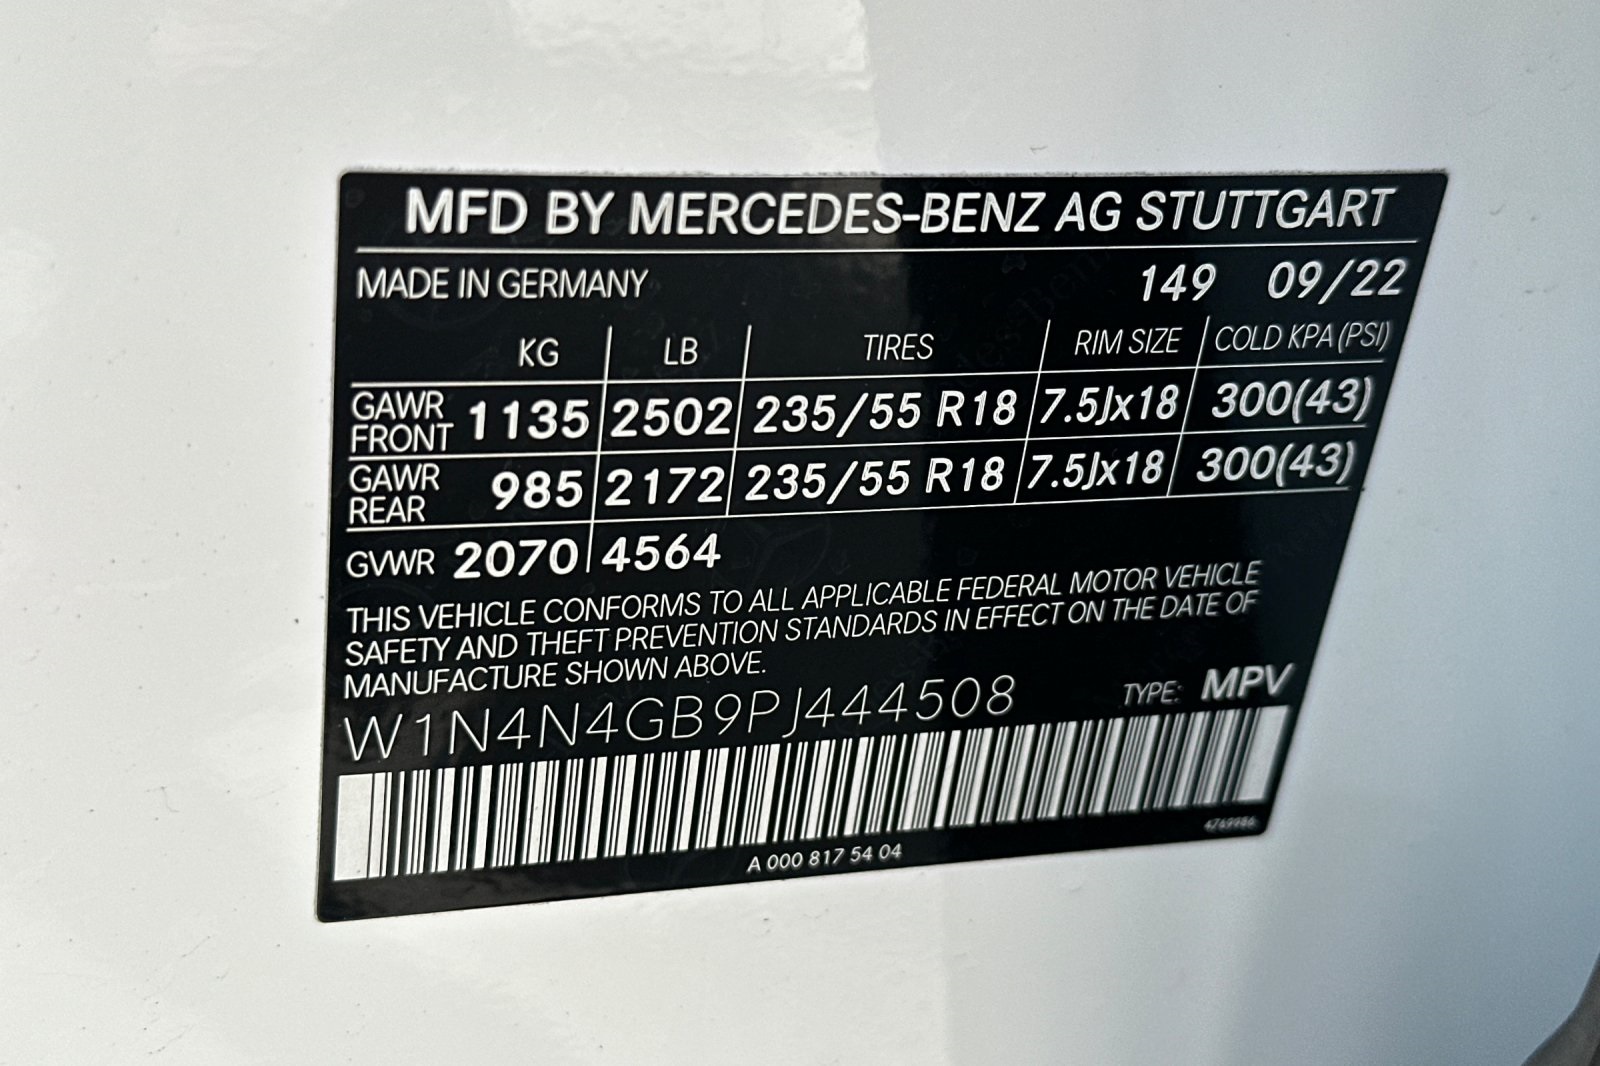 MFD BY MERCEDES-BENZ AG STUTTGART
MADE IN GERMANY 149 09/22
KG LB TIRES RIM SIZE COLD KPA (PSI)
GAWR FRONT 1135 2502 235/55 R18 7.5Jx18 300(43)
GAWR REAR 985 2172 235/55 R18 7.5Jx18 300(43)
GVWR 2070 4564
THIS VEHICLE CONFORMS TO ALL APPLICABLE FEDERAL MOTOR VEHICLE
SAFETY AND THEFT PREVENTION STANDARDS IN EFFECT ON THE DATE OF
MANUFACTURE SHOWN ABOVE.
W1N4N4GB9PJ444508 TYPE: MPV
A 000 817 54 04